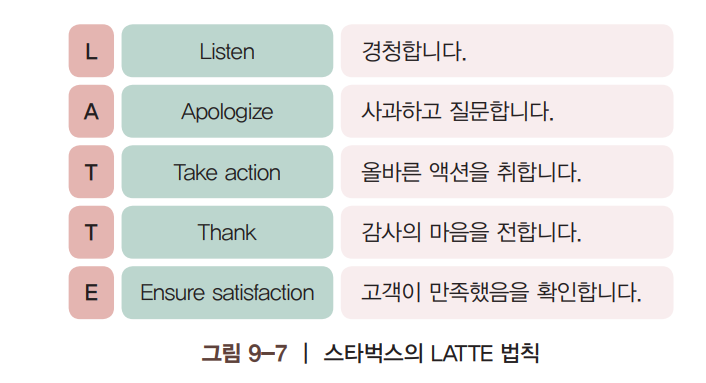 L Listen 경청합니다.
A Apologize 사과하고 질문합니다.
T Take action 올바른 액션을 취합니다.
T Thank 감사의 마음을 전합니다.
E Ensure satisfaction 고객이 만족했음을 확인합니다.
그림 9-7 | 스타벅스의 LATTE 법칙